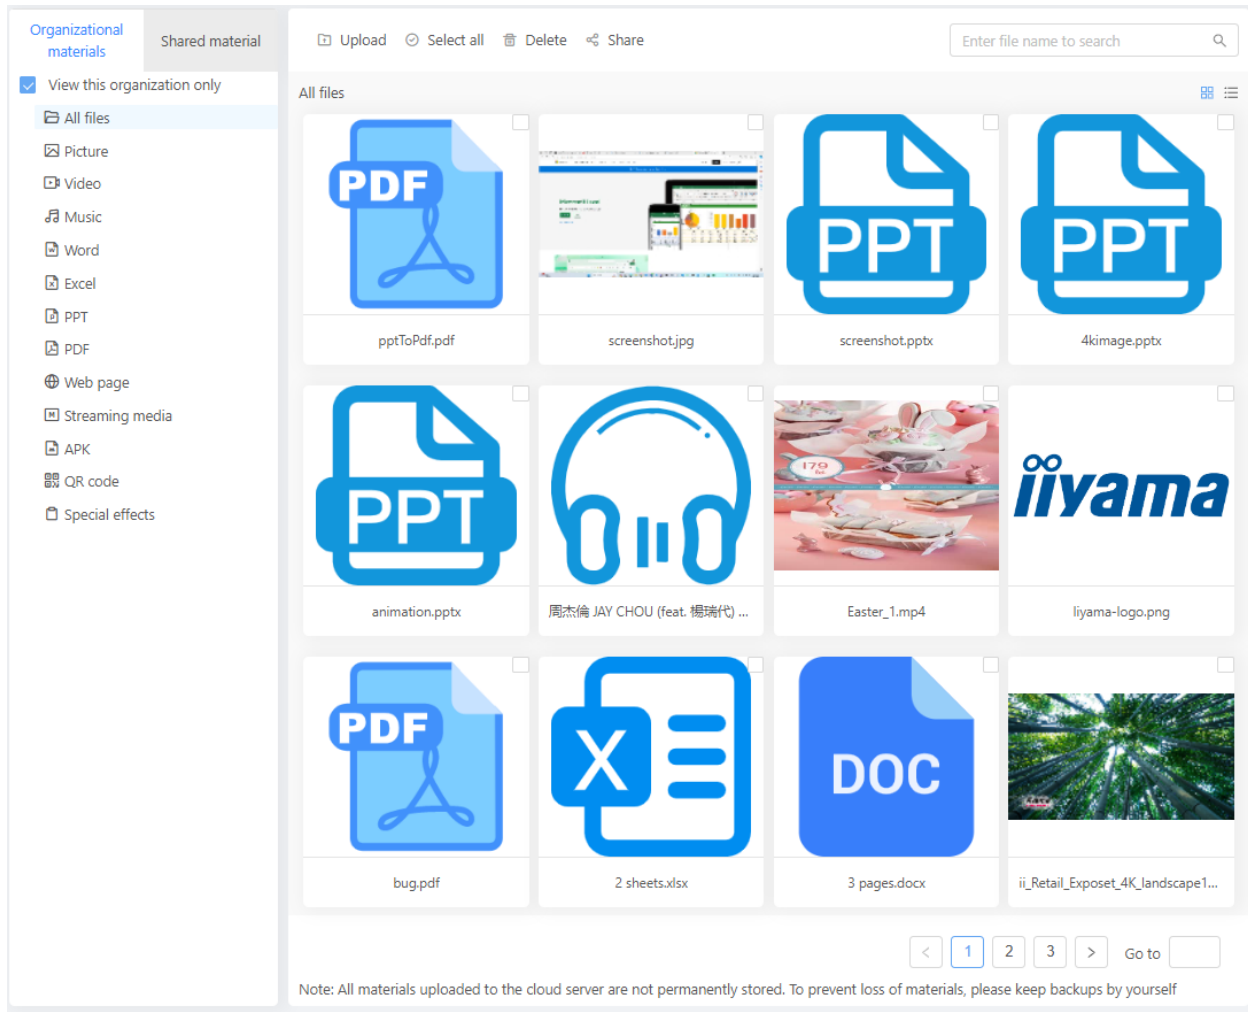 Organizational
materials
Shared material
View this organization only
All files
Picture
Video
Music
Word
Excel
PPT
PDF
Web page
Streaming media
APK
QR code
Special effects
Upload
Select all
Delete
Share
Enter file name to search
All files
PDF
PPT
PPT
pptToPdf.pdf
screenshot.jpg
screenshot.pptx
4kimage.pptx
PPT
179
iiyama
animation.pptx
周杰倫 JAY CHOU (feat. 楊瑞代) ...
Easter_1.mp4
Iiyama-logo.png
PDF
X
DOC
bug.pdf
2 sheets.xlsx
3 pages.docx
ii_Retail_Exposet_4K_landscape1...
< 1 2 3 > Go to
Note: All materials uploaded to the cloud server are not permanently stored. To prevent loss of materials, please keep backups by yourself